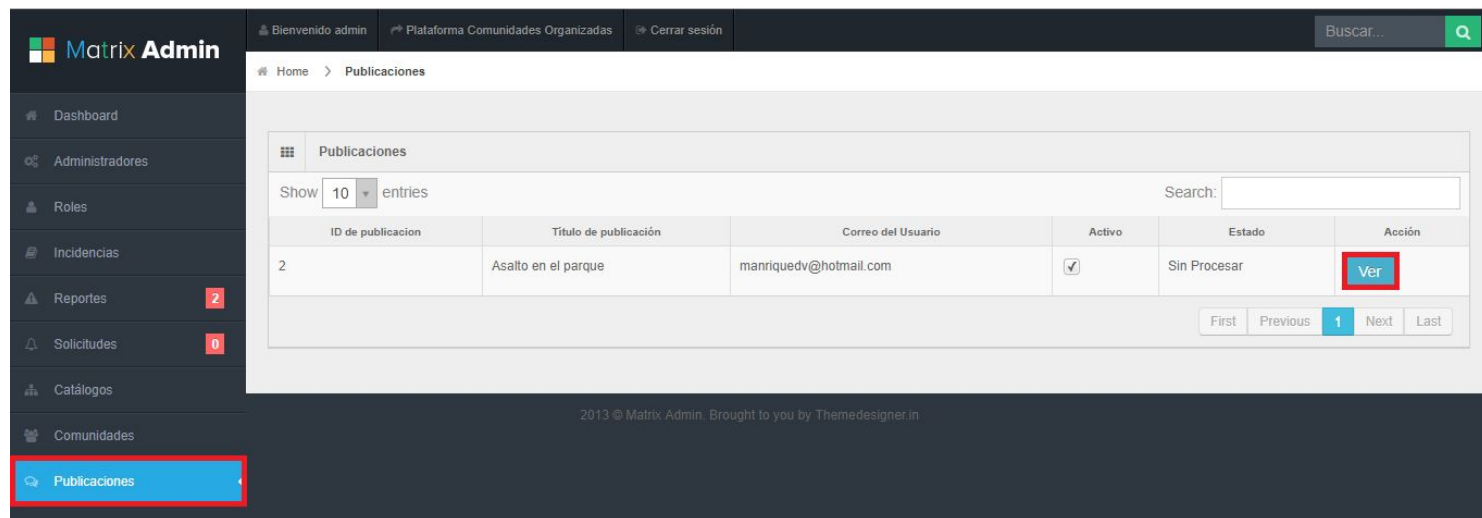 Matrix Admin
Bienvenido admin
Plataforma Comunidades Organizadas
Cerrar sesión
Buscar...
Home > Publicaciones
Dashboard
Administradores
Roles
Incidencias
Reportes 2
Solicitudes 0
Catálogos
Comunidades
Publicaciones
Publicaciones
Show 10 entries
Search:
ID de publicacion Título de publicación Correo del Usuario Activo Estado Acción
2 Asalto en el parque manriquedv@hotmail.com Sin Procesar Ver
First Previous 1 Next Last
2013 © Matrix Admin. Brought to you by Themedesigner.in